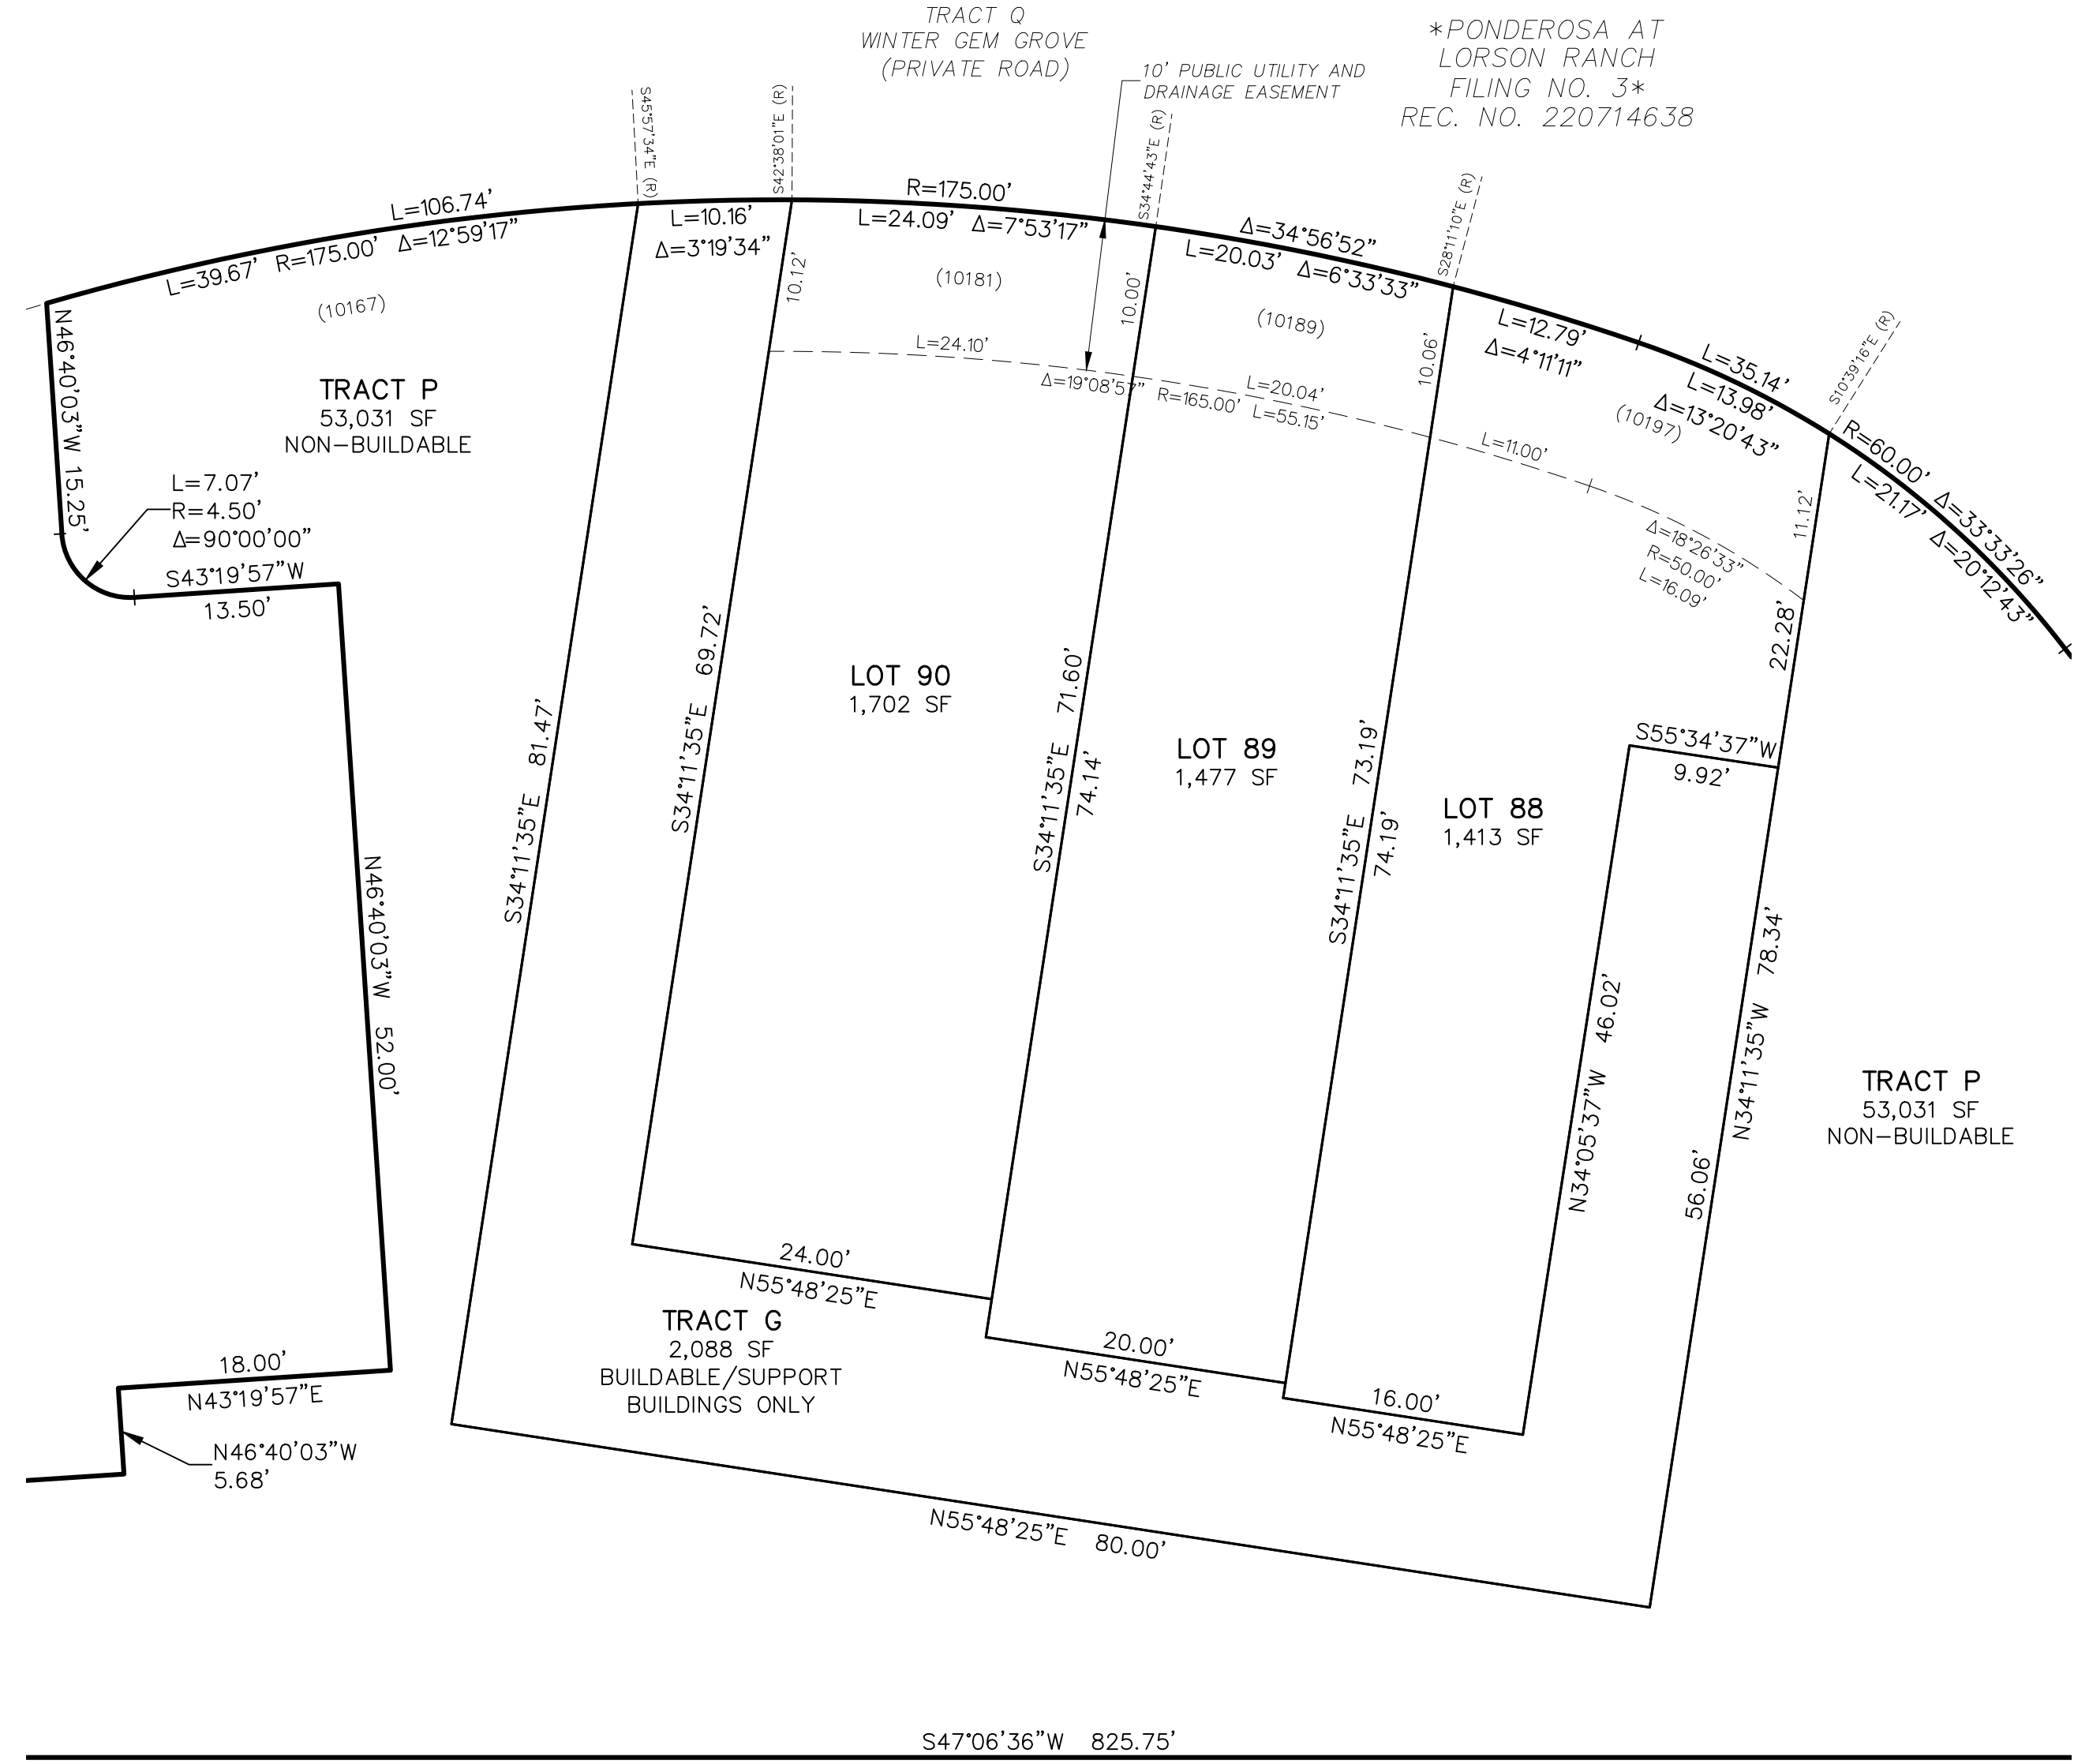 TRACT Q
WINTER GEM GROVE
(PRIVATE ROAD)
*PONDEROSA AT
LORSON RANCH
FILING NO. 3*
REC. NO. 220714638
10' PUBLIC UTILITY AND
DRAINAGE EASEMENT
S45°57'34"E (R)
S42°38'01"E (R)
S34°44'43"E (R)
S28°11'10"E (R)
S10°39'16"E (R)
L=106.74'
R=175.00'
Δ=34°56'52"
L=39.67' R=175.00' Δ=12°59'17"
L=10.16'
Δ=3°19'34"
L=24.09' Δ=7°53'17"
L=20.03' Δ=6°33'33"
L=12.79'
Δ=4°11'11"
L=35.14'
L=13.98'
Δ=13°20'43"
R=60.00' Δ=33°33'26"
L=21.17' Δ=20°12'43"
(10167)
(10181)
(10189)
(10197)
10.12'
10.00'
10.06'
11.12'
L=24.10'
Δ=19°08'57" R=165.00' L=55.15'
L=20.04'
L=11.00'
Δ=18°26'33"
R=50.00'
L=16.09'
N46°40'03"W 15.25'
TRACT P
53,031 SF
NON-BUILDABLE
L=7.07'
R=4.50'
Δ=90°00'00"
S43°19'57"W
13.50'
S34°11'35"E 81.47'
S34°11'35"E 69.72'
LOT 90
1,702 SF
S34°11'35"E 71.60'
74.14'
LOT 89
1,477 SF
S34°11'35"E 73.19'
74.19'
LOT 88
1,413 SF
22.28'
S55°34'37"W
9.92'
N34°05'37"W 46.02'
N34°11'35"W 78.34'
56.06'
TRACT P
53,031 SF
NON-BUILDABLE
N46°40'03"W 52.00'
24.00'
N55°48'25"E
20.00'
N55°48'25"E
16.00'
N55°48'25"E
TRACT G
2,088 SF
BUILDABLE/SUPPORT
BUILDINGS ONLY
18.00'
N43°19'57"E
N46°40'03"W
5.68'
N55°48'25"E 80.00'
S47°06'36"W 825.75'